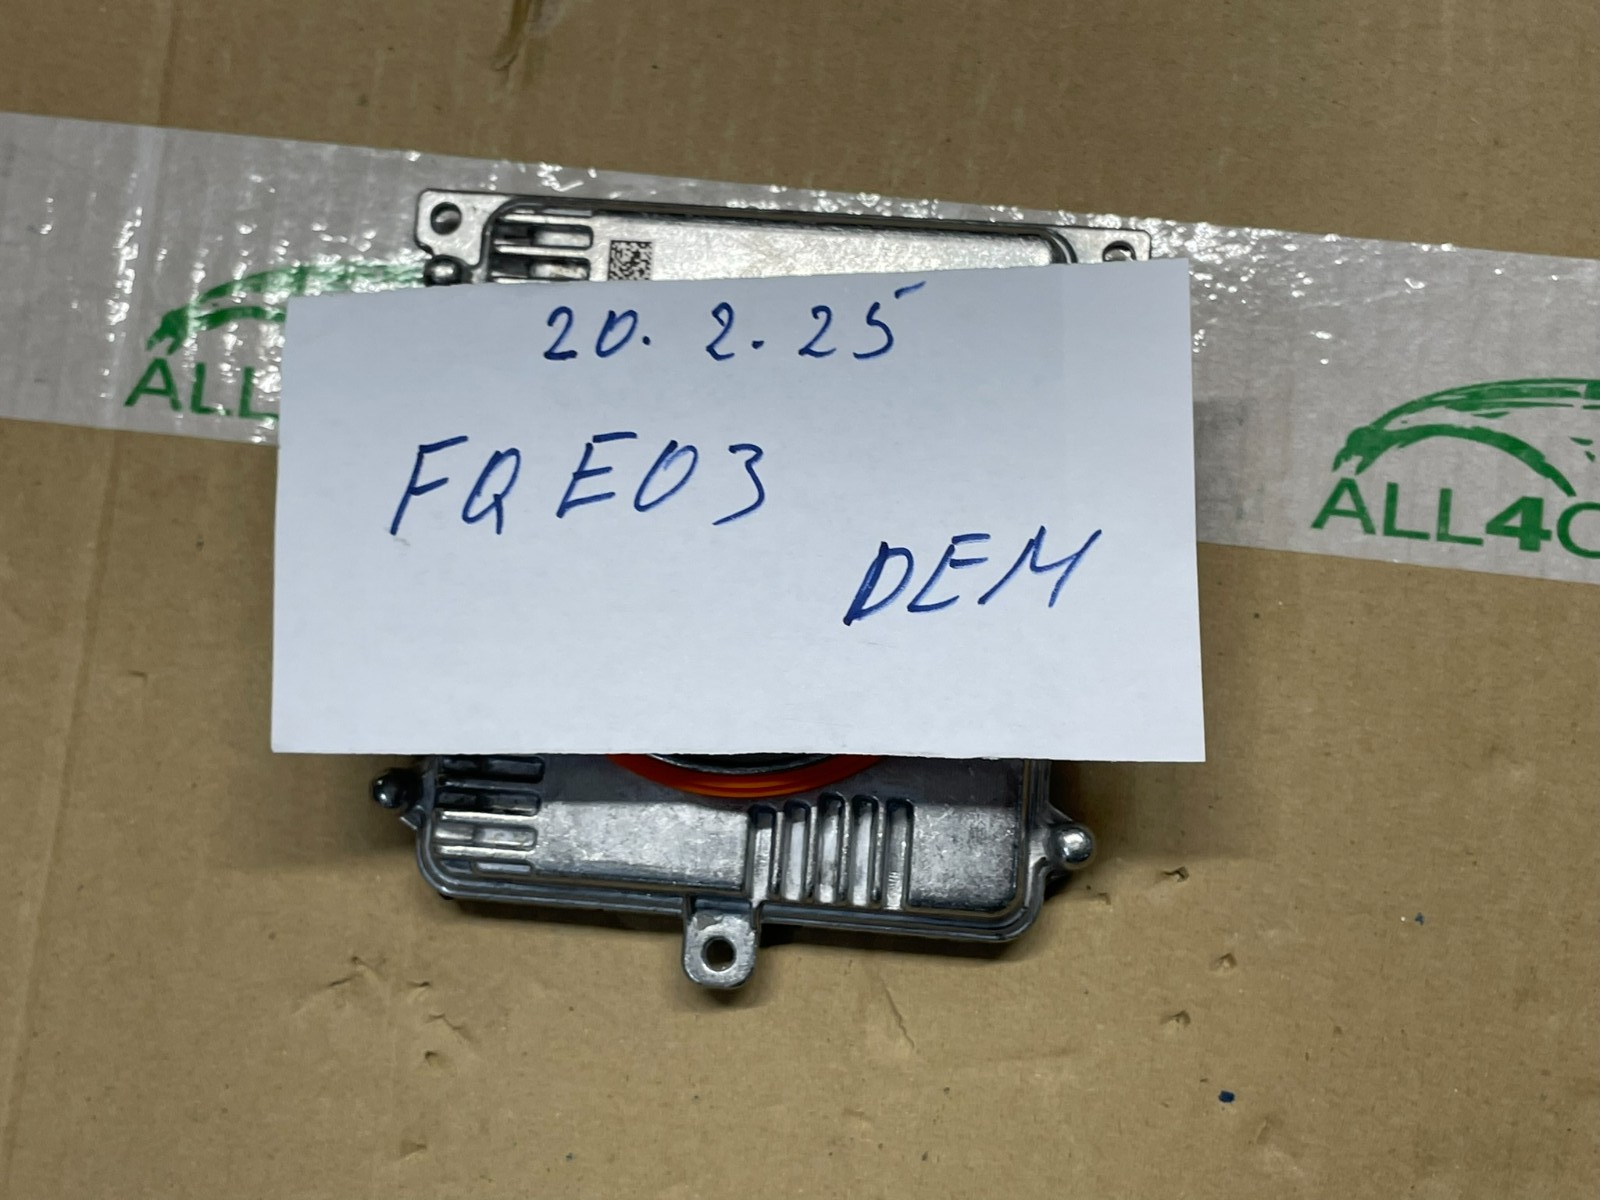 20. 2. 25
FQE03
DEM
ALL
ALL4C